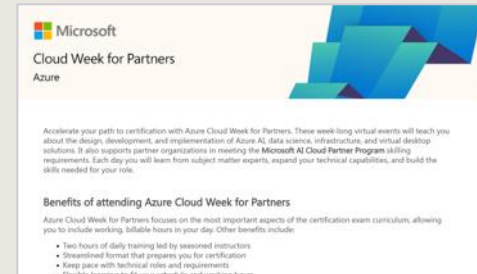 Microsoft
Cloud Week for Partners
Azure
Accelerate your path to certification with Azure Cloud Week for Partners. These week-long virtual events will teach you
about the design, development, and implementation of Azure AI, data science, infrastructure, and virtual desktop
solutions. It also supports partner organizations in meeting the Microsoft AI Cloud Partner Program skilling
requirements. Each day you will learn from subject matter experts, expand your technical capabilities, and build the
skills needed for your role.
Benefits of attending Azure Cloud Week for Partners
Azure Cloud Week for Partners focuses on the most important aspects of the certification exam curriculum, allowing
you to include working, billable hours in your day. Other benefits include:
• Two hours of daily training led by seasoned instructors
• Streamlined format that prepares you for certification
• Keep pace with technical roles and requirements